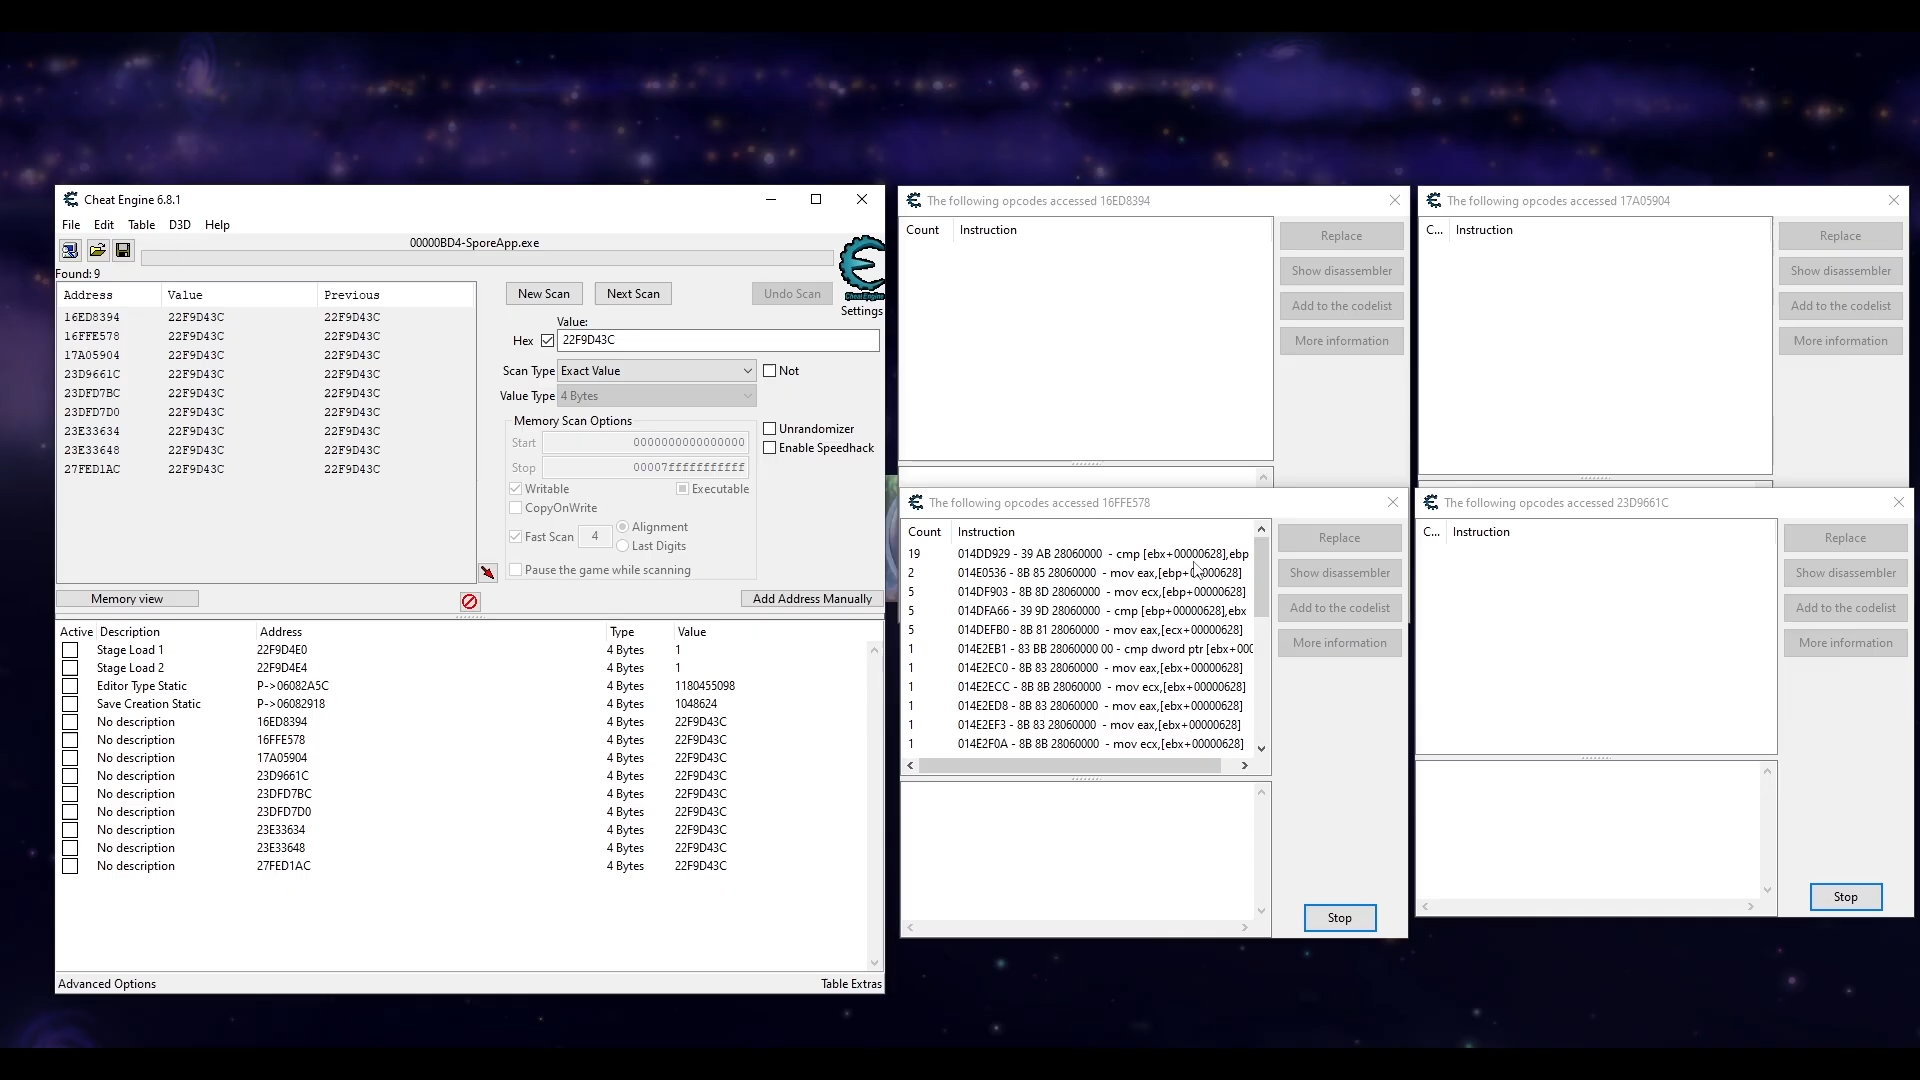 Cheat Engine 6.8.1
File Edit Table D3D Help
00000BD4-SporeApp.exe
Found: 9
Address Value Previous
16ED8394 22F9D43C 22F9D43C
16FFE578 22F9D43C 22F9D43C
17A05904 22F9D43C 22F9D43C
23D9661C 22F9D43C 22F9D43C
23DFD7BC 22F9D43C 22F9D43C
23DFD7D0 22F9D43C 22F9D43C
23E33634 22F9D43C 22F9D43C
23E33648 22F9D43C 22F9D43C
27FED1AC 22F9D43C 22F9D43C
New Scan Next Scan Undo Scan
Cheat Engine
Settings
Value:
Hex 22F9D43C
Scan Type Exact Value Not
Value Type 4 Bytes
Memory Scan Options
Start 0000000000000000
Stop 00007fffffffffff
Writable Executable
CopyOnWrite
Fast Scan 4 Alignment
Last Digits
Pause the game while scanning
Unrandomizer
Enable Speedhack
Memory view Add Address Manually
Active Description Address Type Value
Stage Load 1 22F9D4E0 4 Bytes 1
Stage Load 2 22F9D4E4 4 Bytes 1
Editor Type Static P->06082A5C 4 Bytes 1180455098
Save Creation Static P->06082918 4 Bytes 1048624
No description 16ED8394 4 Bytes 22F9D43C
No description 16FFE578 4 Bytes 22F9D43C
No description 17A05904 4 Bytes 22F9D43C
No description 23D9661C 4 Bytes 22F9D43C
No description 23DFD7BC 4 Bytes 22F9D43C
No description 23DFD7D0 4 Bytes 22F9D43C
No description 23E33634 4 Bytes 22F9D43C
No description 23E33648 4 Bytes 22F9D43C
No description 27FED1AC 4 Bytes 22F9D43C
Advanced Options Table Extras
The following opcodes accessed 16ED8394
Count Instruction
Replace
Show disassembler
Add to the codelist
More information
The following opcodes accessed 17A05904
C... Instruction
Replace
Show disassembler
Add to the codelist
More information
The following opcodes accessed 16FFE578
Count Instruction
19 014DD929 - 39 AB 28060000 - cmp [ebx+00000628],ebp
2 014E0536 - 8B 85 28060000 - mov eax,[ebp+00000628]
5 014DF903 - 8B 8D 28060000 - mov ecx,[ebp+00000628]
5 014DFA66 - 39 9D 28060000 - cmp [ebp+00000628],ebx
5 014DEFB0 - 8B 81 28060000 - mov eax,[ecx+00000628]
1 014E2EB1 - 83 BB 28060000 00 - cmp dword ptr [ebx+00(
1 014E2EC0 - 8B 83 28060000 - mov eax,[ebx+00000628]
1 014E2ECC - 8B 8B 28060000 - mov ecx,[ebx+00000628]
1 014E2ED8 - 8B 83 28060000 - mov eax,[ebx+00000628]
1 014E2EF3 - 8B 83 28060000 - mov eax,[ebx+00000628]
1 014E2F0A - 8B 8B 28060000 - mov ecx,[ebx+00000628]
Replace
Show disassembler
Add to the codelist
More information
Stop
The following opcodes accessed 23D9661C
C... Instruction
Replace
Show disassembler
Add to the codelist
More information
Stop